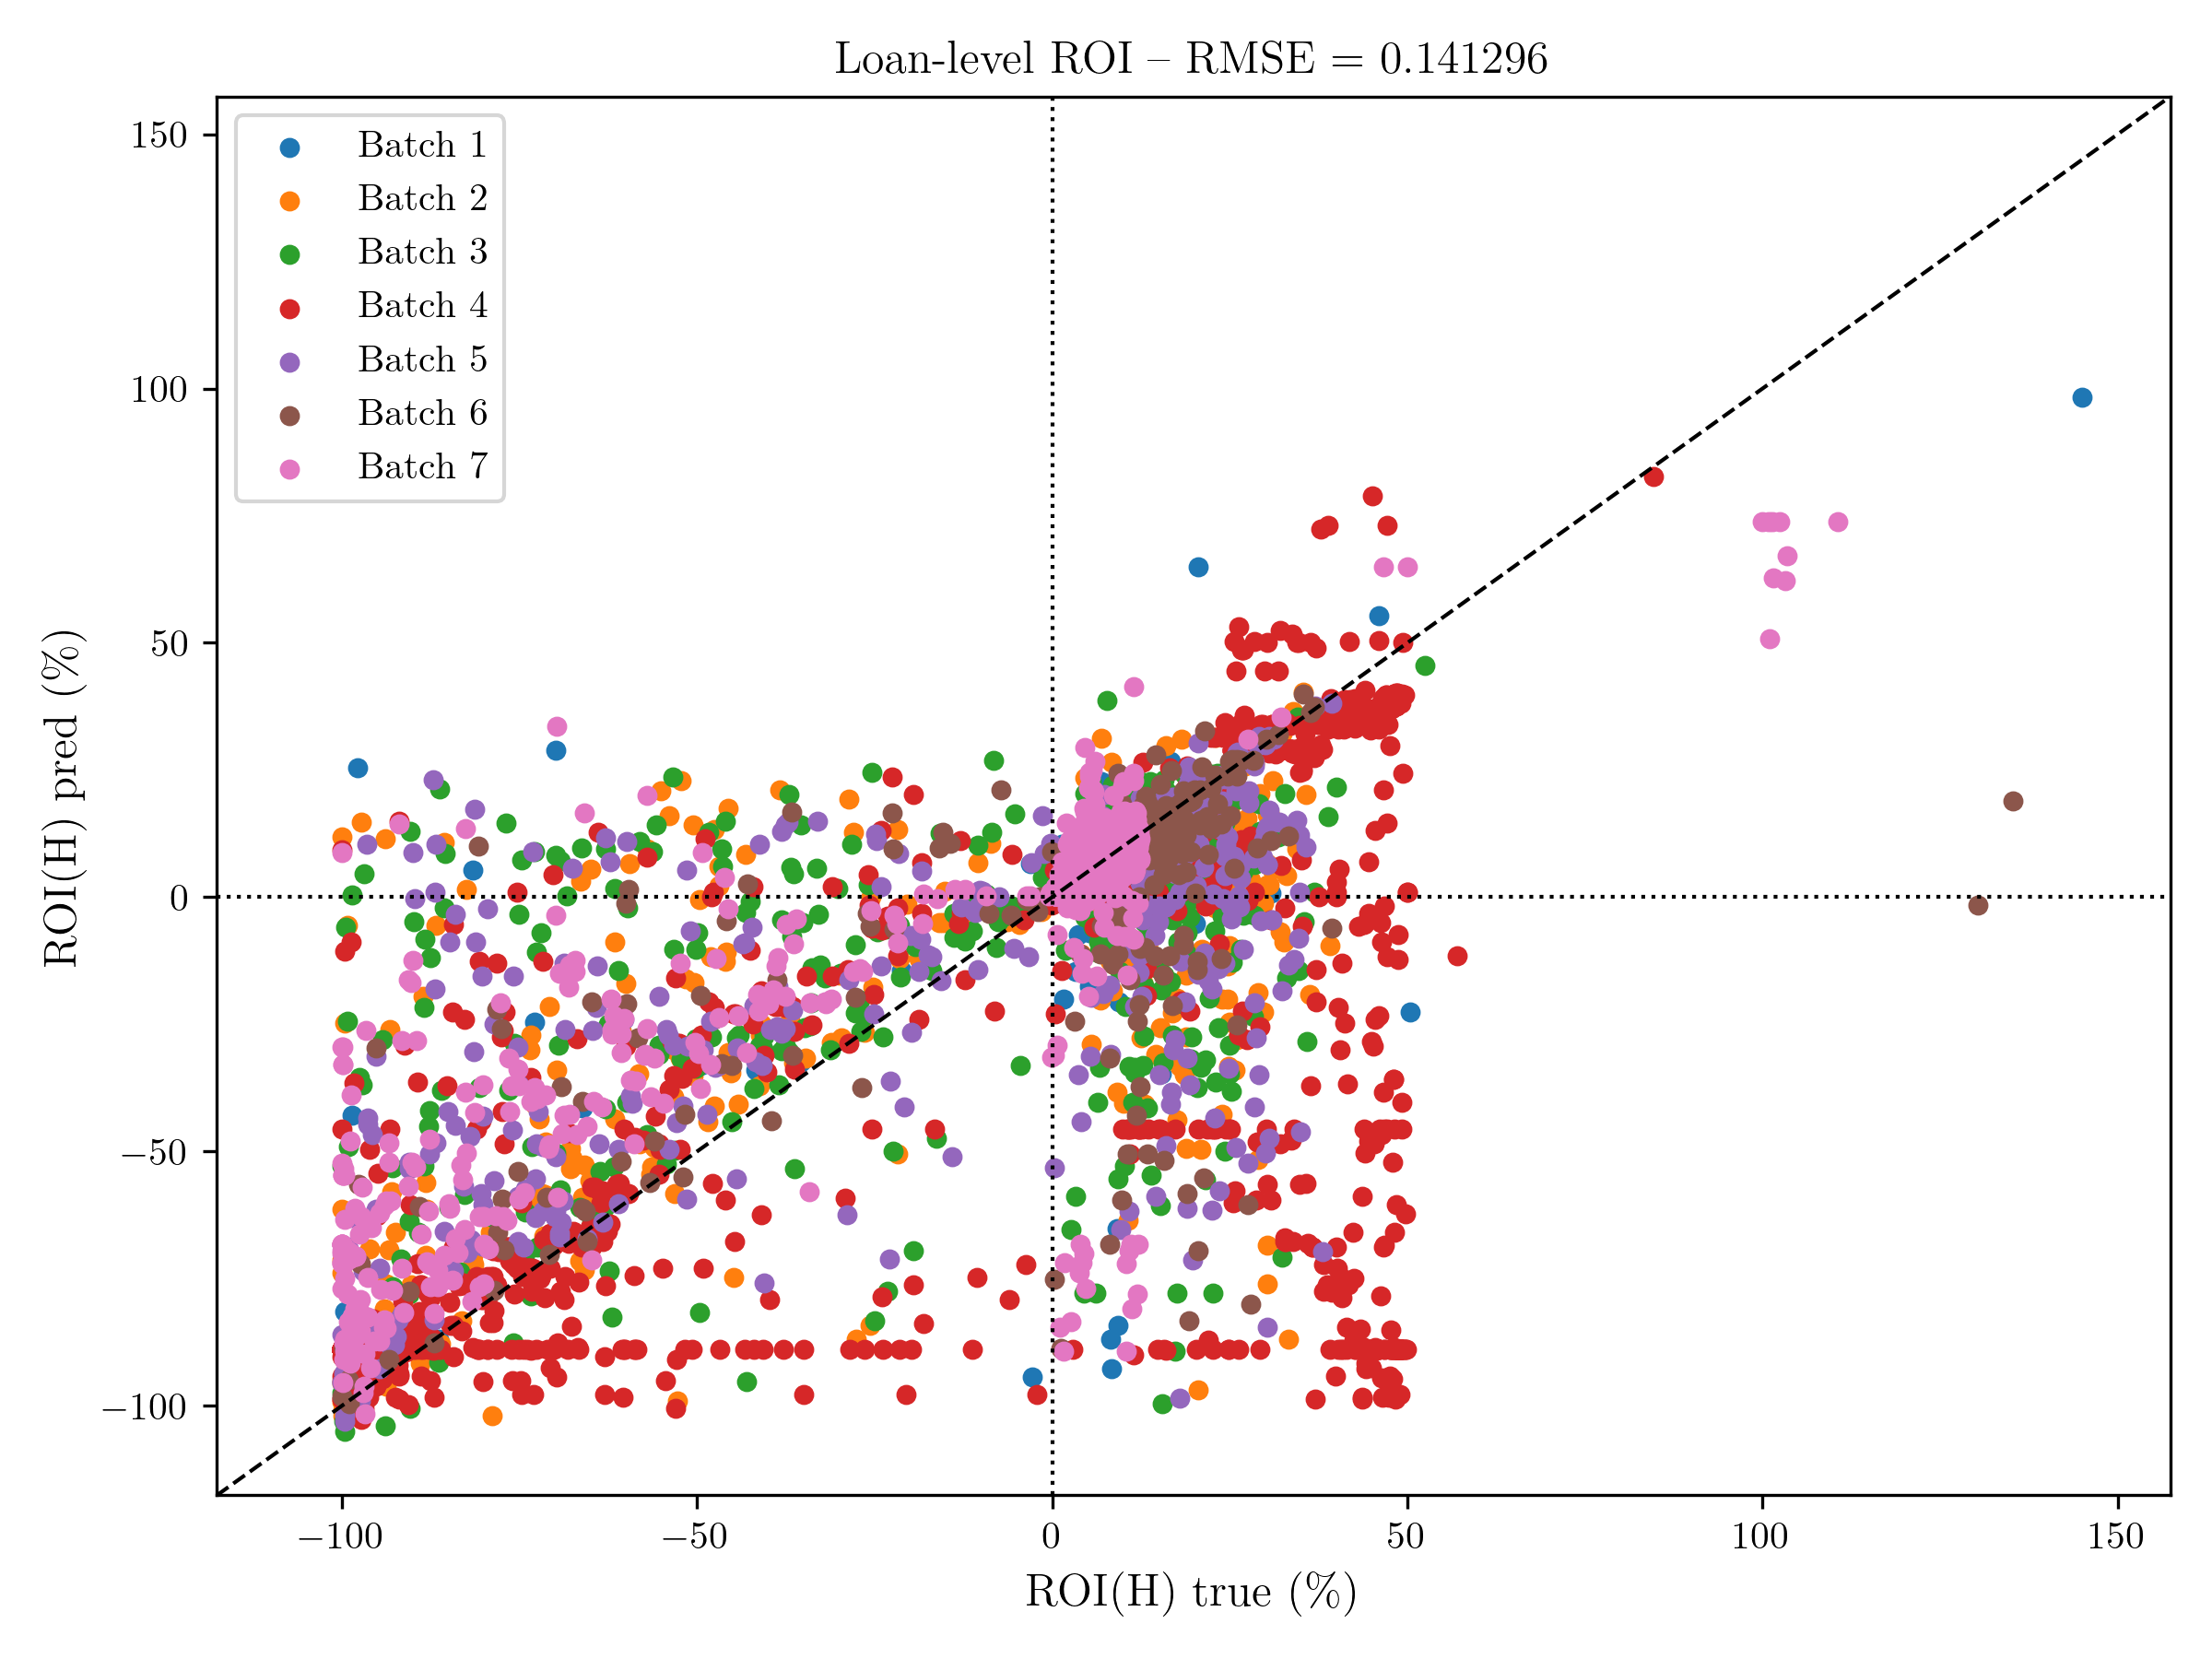 Loan-level ROI – RMSE = 0.141296
Batch 1
Batch 2
Batch 3
Batch 4
Batch 5
Batch 6
Batch 7
150
100
50
0
−50
−100
ROI(H) pred (%)
−100 −50 0 50 100 150
ROI(H) true (%)